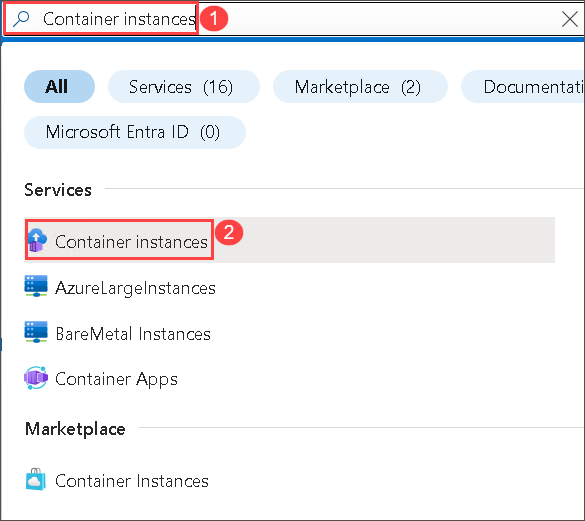 Container instances 1
All Services (16) Marketplace (2) Documentati
Microsoft Entra ID (0)
Services
Container instances 2
AzureLargeInstances
BareMetal Instances
Container Apps
Marketplace
Container Instances